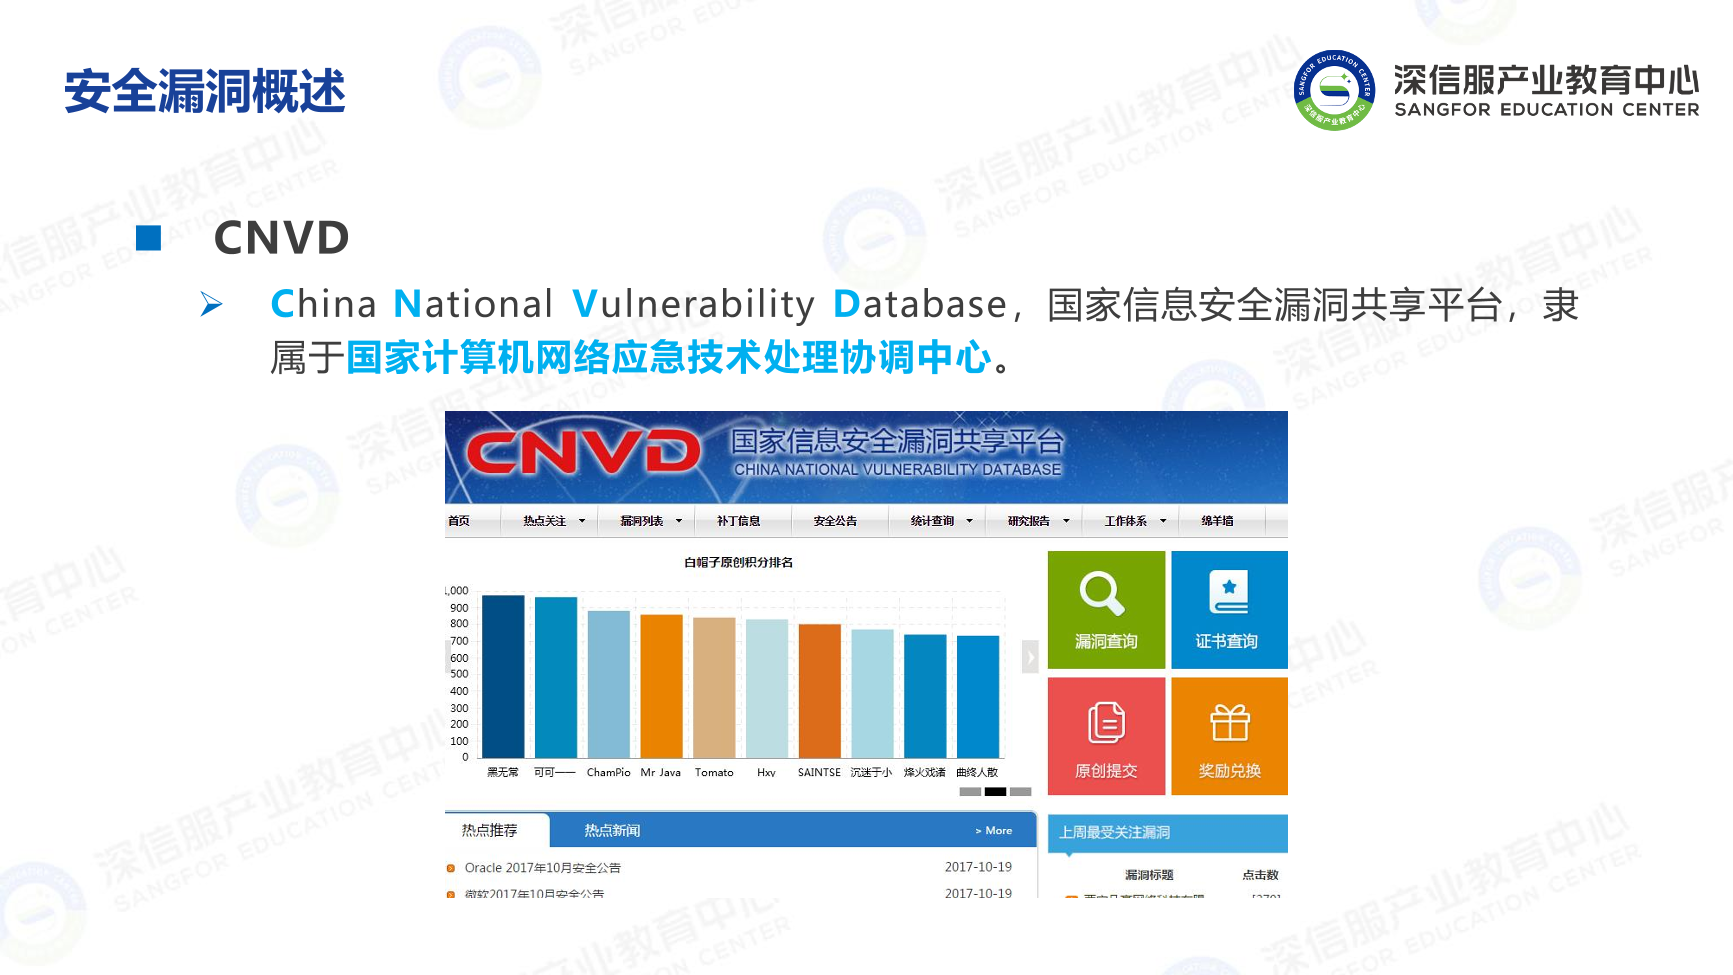 安全漏洞概述
深信服产业教育中心
SANGFOR EDUCATION CENTER
CNVD
China National Vulnerability Database，国家信息安全漏洞共享平台，隶
属于国家计算机网络应急技术处理协调中心。
CNVD 国家信息安全漏洞共享平台
CHINA NATIONAL VULNERABILITY DATABASE
首页 热点关注 漏洞列表 补丁信息 安全公告 统计查询 研究报告 工作体系 绵羊墙
白帽子原创积分排名
1,000
900
800
700
600
500
400
300
200
100
0
黑无常 可可一一 ChamPio Mr Java Tomato Hxy SAINTSE 沉迷于小 烽火戏诸 曲终人散
漏洞查询 证书查询
原创提交 奖励兑换
热点推荐 热点新闻 > More
Oracle 2017年10月安全公告 2017-10-19
微软2017年10月安全公告 2017-10-19
上周最受关注漏洞
漏洞标题 点击数